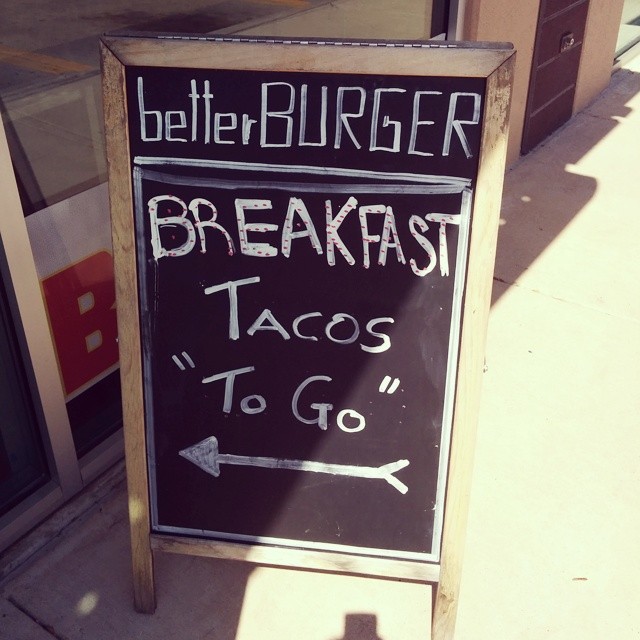 betterBURGER
BREAKFAST
TACOS
"To Go"
B